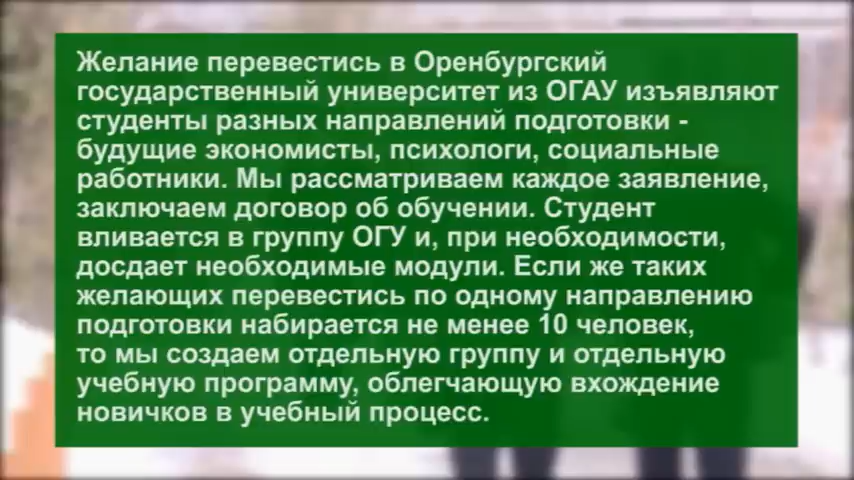 Желание перевестись в Оренбургский
государственный университет из ОГАУ изъявляют
студенты разных направлений подготовки -
будущие экономисты, психологи, социальные
работники. Мы рассматриваем каждое заявление,
заключаем договор об обучении. Студент
вливается в группу ОГУ и, при необходимости,
досдает необходимые модули. Если же таких
желающих перевестись по одному направлению
подготовки набирается не менее 10 человек,
то мы создаем отдельную группу и отдельную
учебную программу, облегчающую вхождение
новичков в учебный процесс.